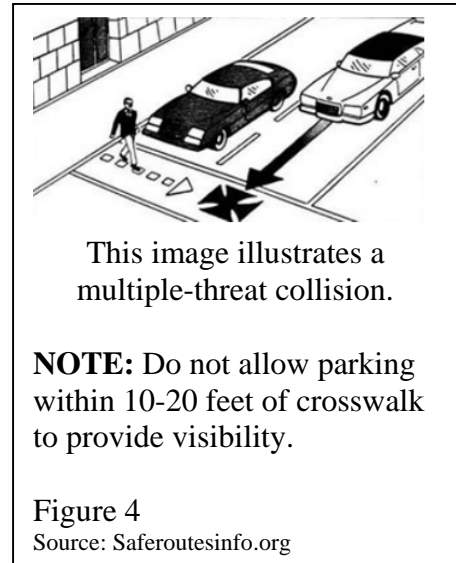 This image illustrates a
multiple-threat collision.
NOTE: Do not allow parking
within 10-20 feet of crosswalk
to provide visibility.
Figure 4
Source: Saferoutesinfo.org